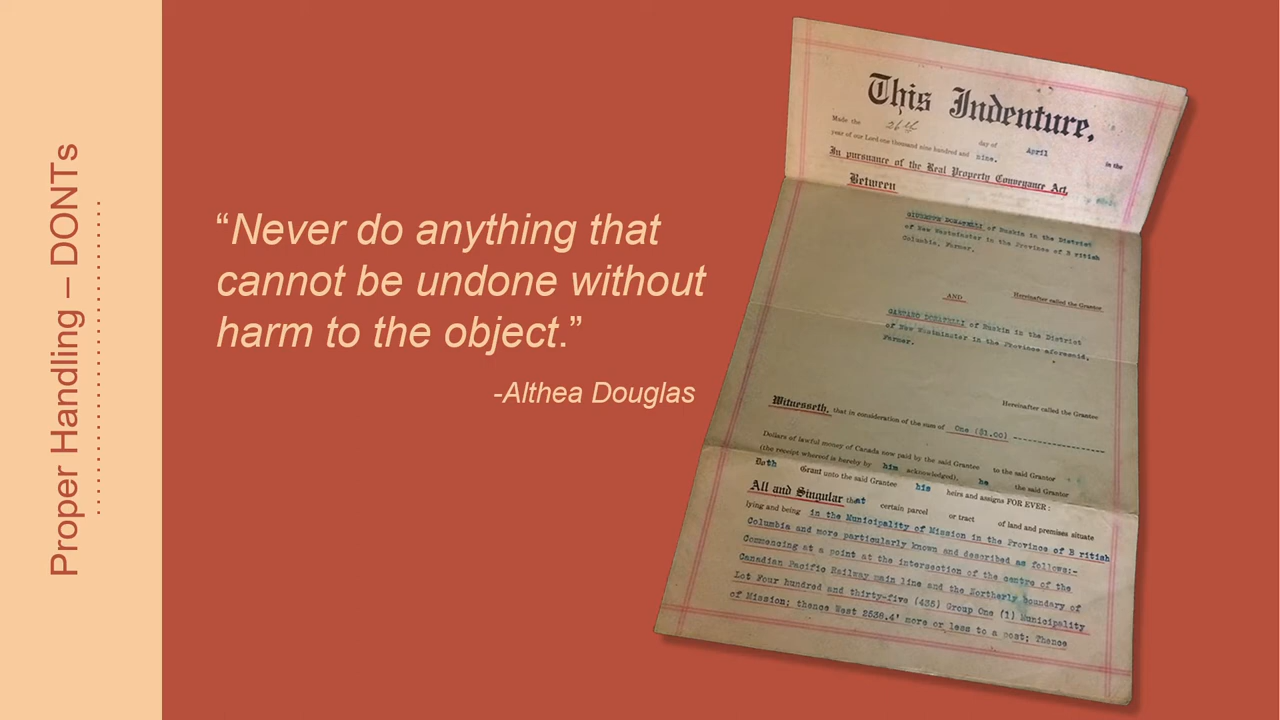 Proper Handling – DONTs
“Never do anything that
cannot be undone without
harm to the object.”
-Althea Douglas
This Indenture,
Made the 26th day of April in the
year of our Lord one thousand nine hundred and nine.
In pursuance of the Real Property Conveyance Act,
Between
GIUSEPPE DONATELLI of Ruskin in the District
of New Westminster in the Province of B ritish
Columbia, Farmer.
Hereinafter called the Grantor
AND
GAETANO DONATELLI of Ruskin in the District
of New Westminster in the Province aforesaid,
Farmer.
Hereinafter called the Grantee
Witnesseth, that in consideration of the sum of One ($1.00)
Dollars of lawful money of Canada now paid by the said Grantee to the said Grantor
(the receipt whereof is hereby by him acknowledged), he the said Grantor
Doth Grant unto the said Grantee his heirs and assigns FOR EVER:
All and Singular that certain parcel or tract of land and premises situate
lying and being in the Municipality of Mission in the Province of B ritish
Columbia and more particularly known and described as follows:-
Commencing at a point at the intersection of the centre of the
Canadian Pacific Railway main line and the Northerly boundary of
Lot Four hundred and thirty-five (435) Group One (1) Municipality
of Mission; thence West 2538.4' more or less to a post; Thence